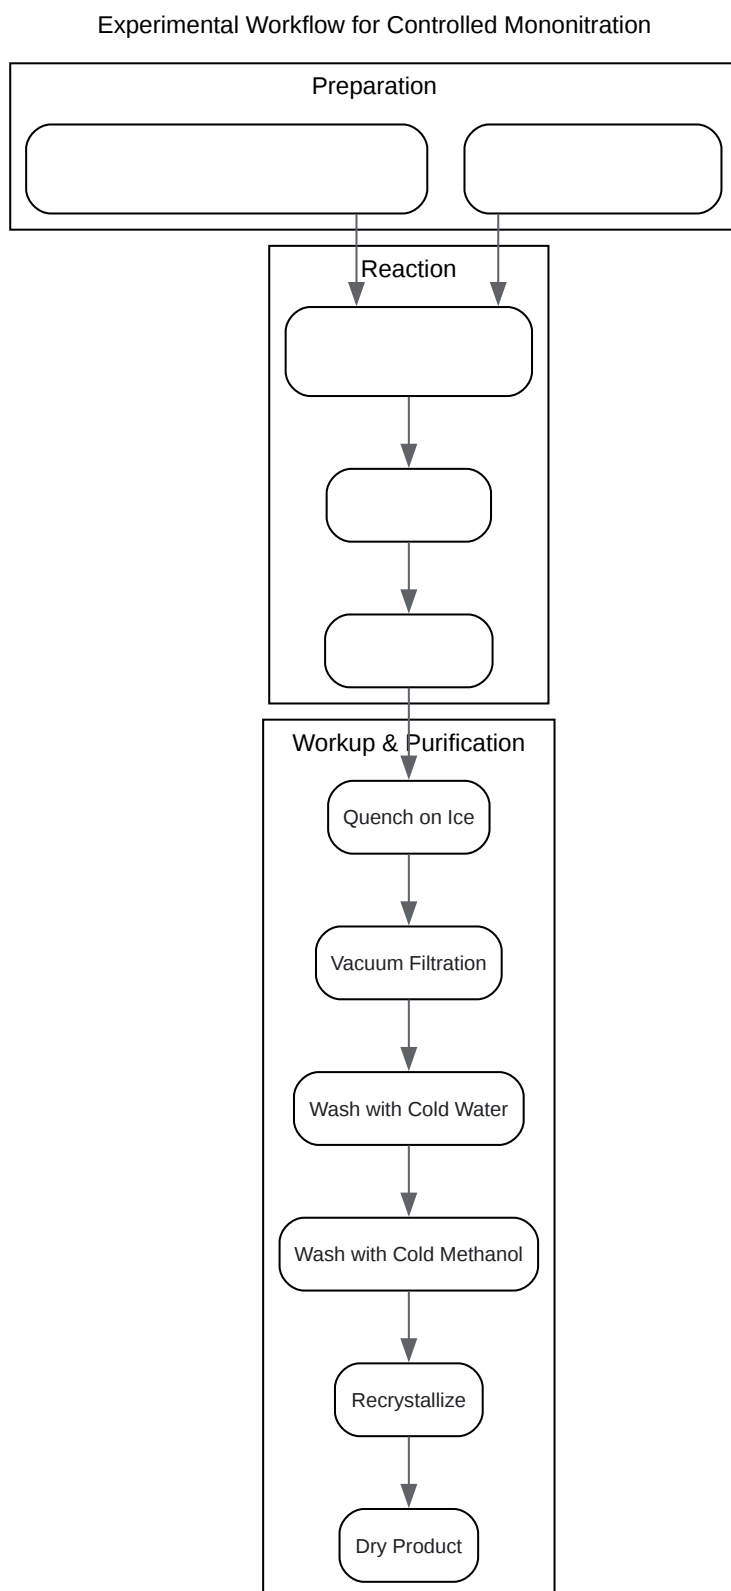 Experimental Workflow for Controlled Mononitration
Preparation
Reaction
Workup & Purification
Quench on Ice
Vacuum Filtration
Wash with Cold Water
Wash with Cold Methanol
Recrystallize
Dry Product